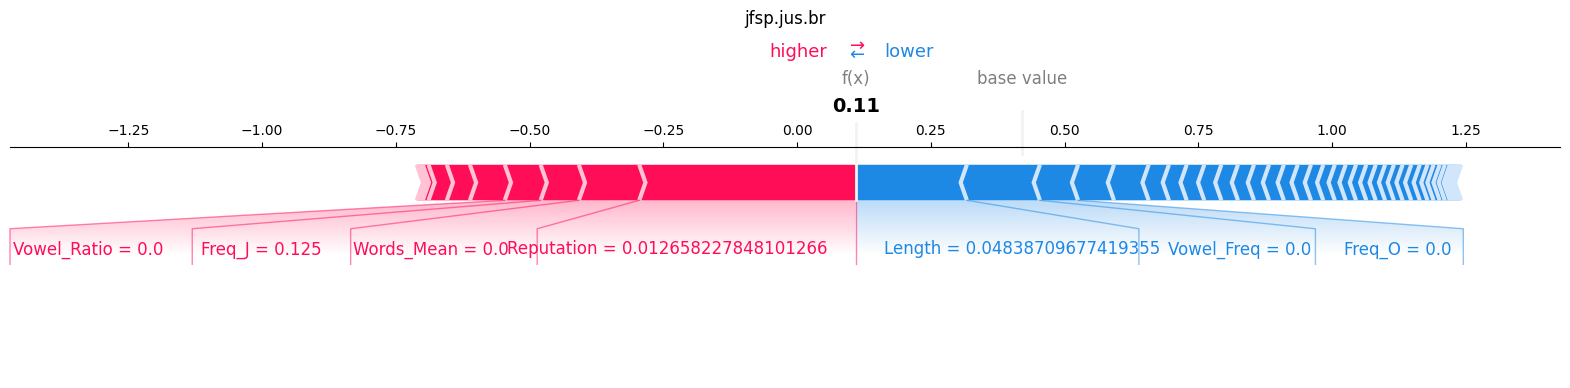 jfsp.jus.br
higher ⇄ lower
f(x) base value
0.11
−1.25 −1.00 −0.75 −0.50 −0.25 0.00 0.25 0.50 0.75 1.00 1.25
Vowel_Ratio = 0.0 Freq_J = 0.125 Words_Mean = 0.0 Reputation = 0.012658227848101266 Length = 0.04838709677419355 Vowel_Freq = 0.0 Freq_O = 0.0